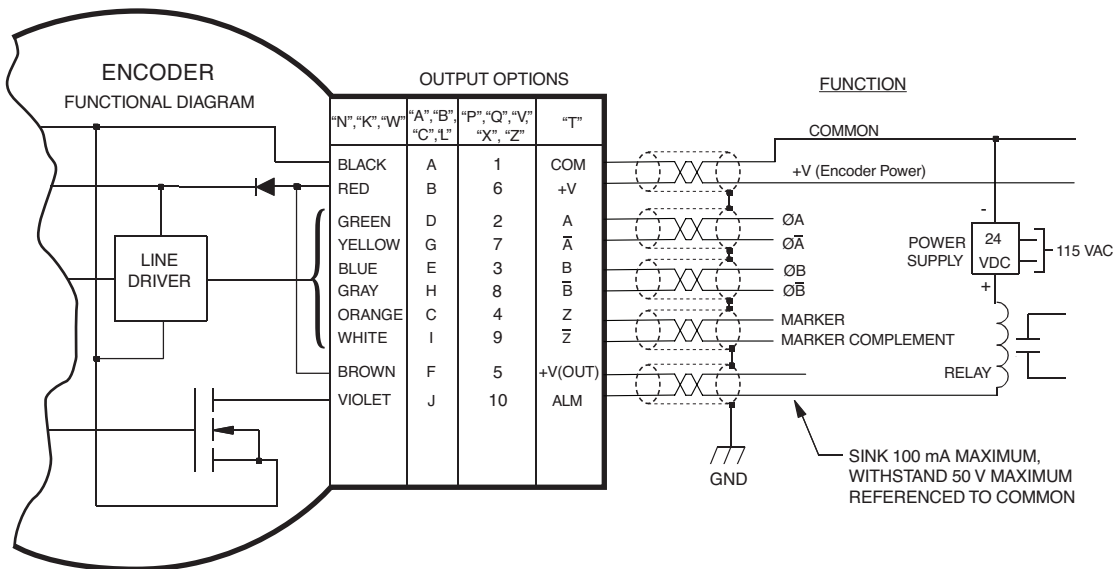 ENCODER
FUNCTIONAL DIAGRAM
LINE
DRIVER
OUTPUT OPTIONS
“N”,“K”,“W” “A”,“B”, “P”,“Q”,“V,” “T”
“C”,“L” “X”, “Z”
BLACK A 1 COM
RED B 6 +V
GREEN D 2 A
YELLOW G 7 A̅
BLUE E 3 B
GRAY H 8 B̅
ORANGE C 4 Z
WHITE I 9 Z̅
BROWN F 5 +V(OUT)
VIOLET J 10 ALM
FUNCTION
COMMON
+V (Encoder Power)
ØA
ØA̅
ØB
ØB̅
MARKER
MARKER COMPLEMENT
GND
-
POWER
SUPPLY
24
VDC
115 VAC
+
RELAY
SINK 100 mA MAXIMUM,
WITHSTAND 50 V MAXIMUM
REFERENCED TO COMMON